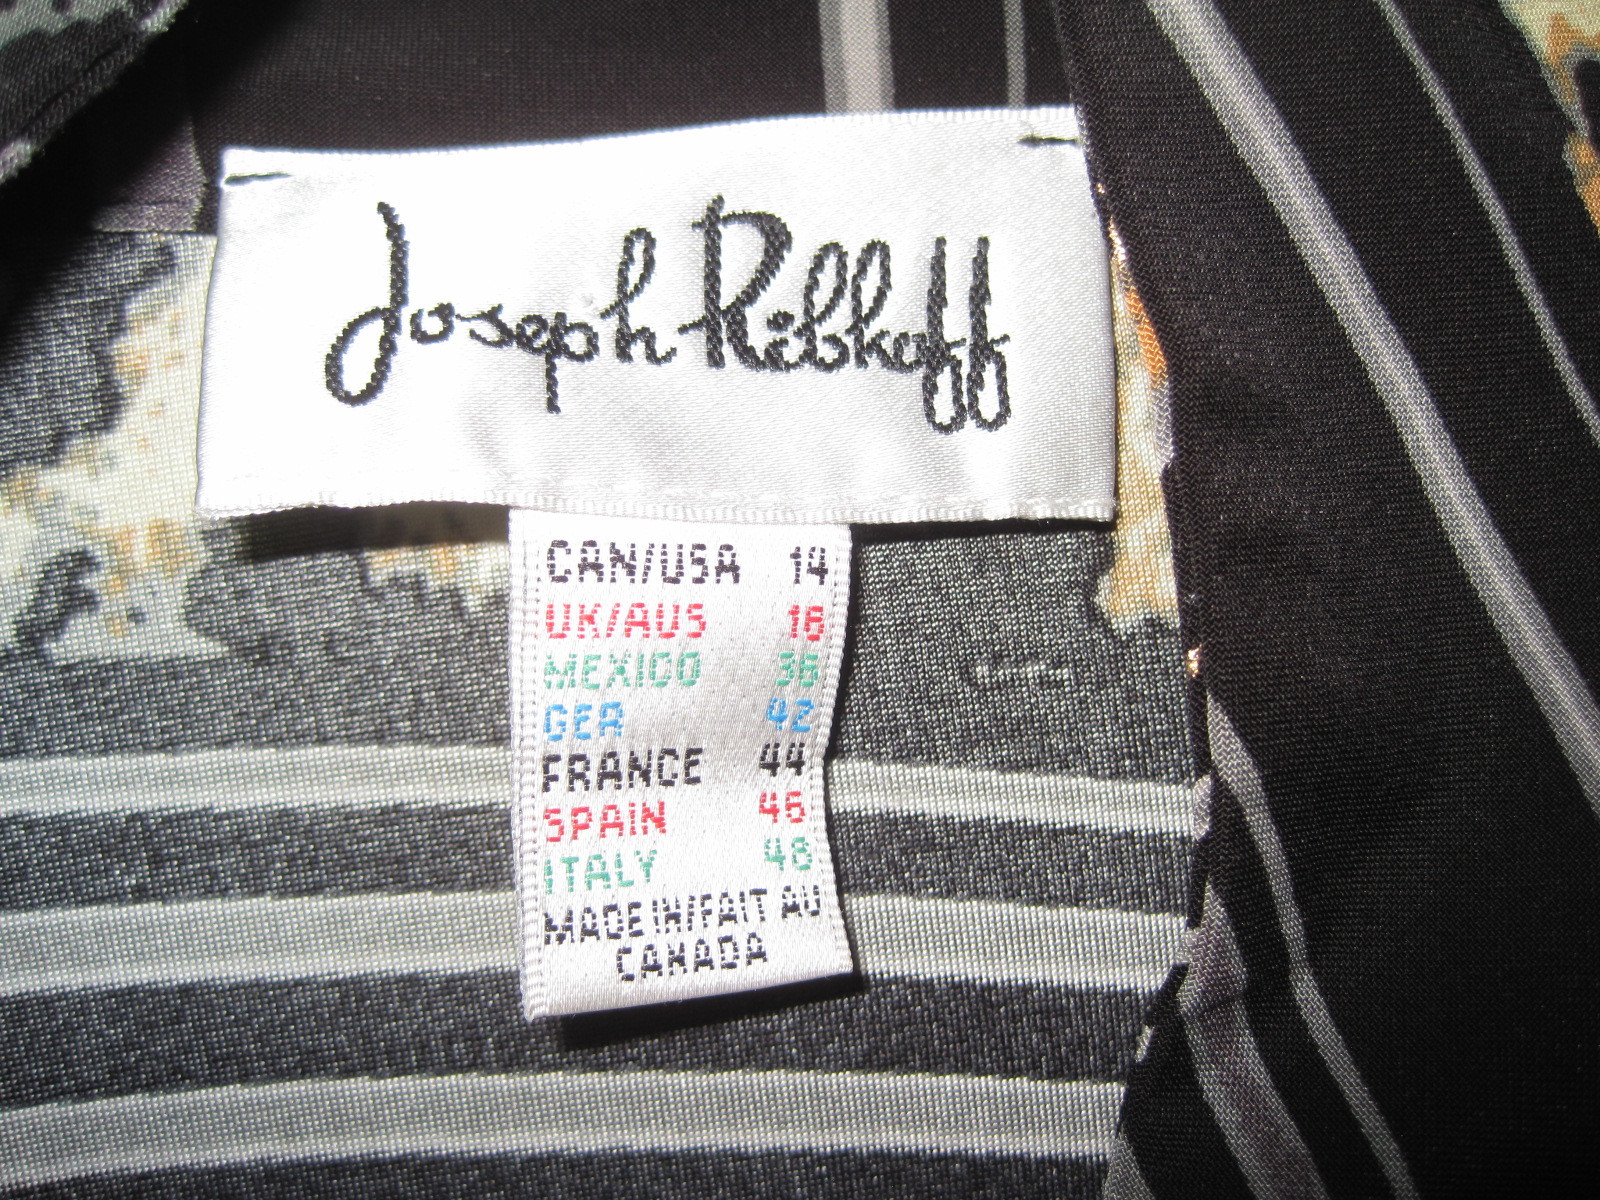 Joseph Ribkoff
CAN/USA 14
UK/AUS 16
MEXICO 36
GER 42
FRANCE 44
SPAIN 46
ITALY 48
MADE IN/FAIT AU
CANADA